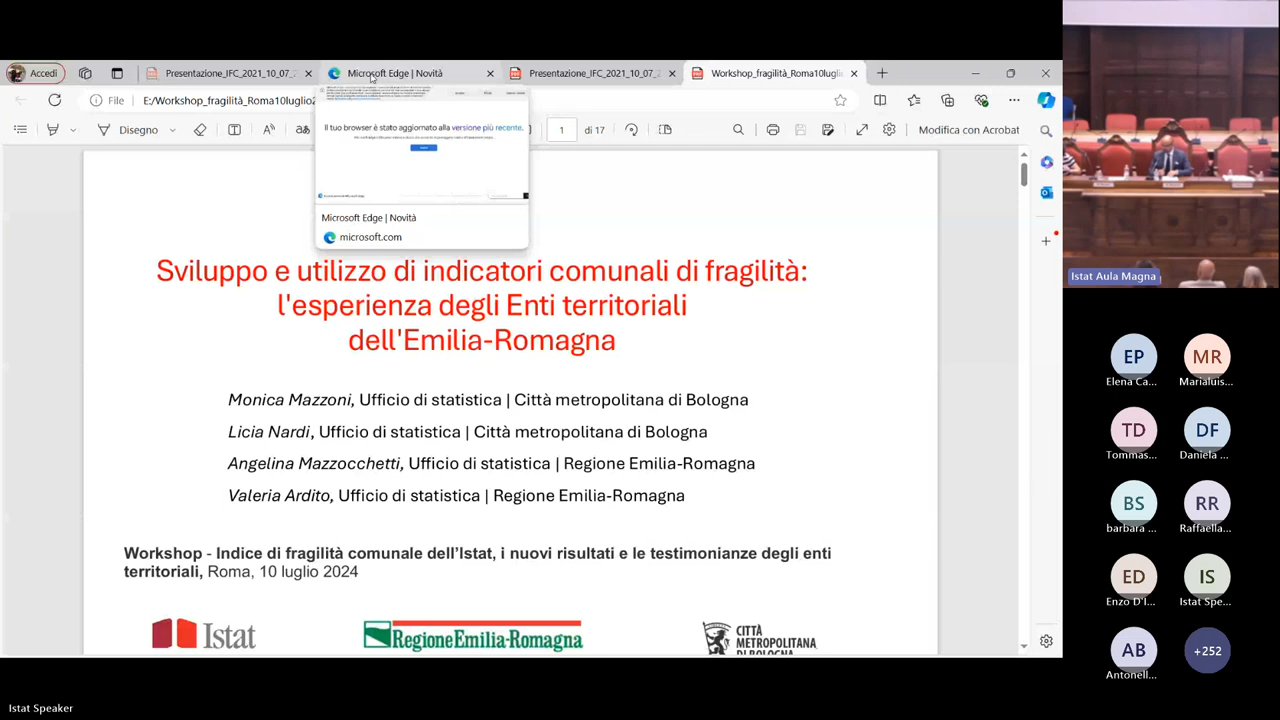 Accedi
Presentazione_IFC_2021_10_07_2
Microsoft Edge | Novità
Presentazione_IFC_2021_10_07_
Workshop_fragilità_Roma10luglio
File
E:/Workshop_fragilità_Roma10luglio2
Disegno
1
di 17
Modifica con Acrobat
Il tuo browser è stato aggiornato alla versione più recente.
Microsoft Edge | Novità
microsoft.com
Sviluppo e utilizzo di indicatori comunali di fragilità:
l'esperienza degli Enti territoriali
dell'Emilia-Romagna
Monica Mazzoni, Ufficio di statistica | Città metropolitana di Bologna
Licia Nardi, Ufficio di statistica | Città metropolitana di Bologna
Angelina Mazzocchetti, Ufficio di statistica | Regione Emilia-Romagna
Valeria Ardito, Ufficio di statistica | Regione Emilia-Romagna
Workshop - Indice di fragilità comunale dell'Istat, i nuovi risultati e le testimonianze degli enti
territoriali, Roma, 10 luglio 2024
Istat
RegioneEmilia-Romagna
CITTÀ
METROPOLITANA
DI BOLOGNA
Istat Aula Magna
EP
Elena Ca...
MR
Marialuis...
TD
Tommas...
DF
Daniela ...
BS
barbara ...
RR
Raffaella...
ED
Enzo D'I...
IS
Istat Spe...
AB
Antonell...
+252
Istat Speaker